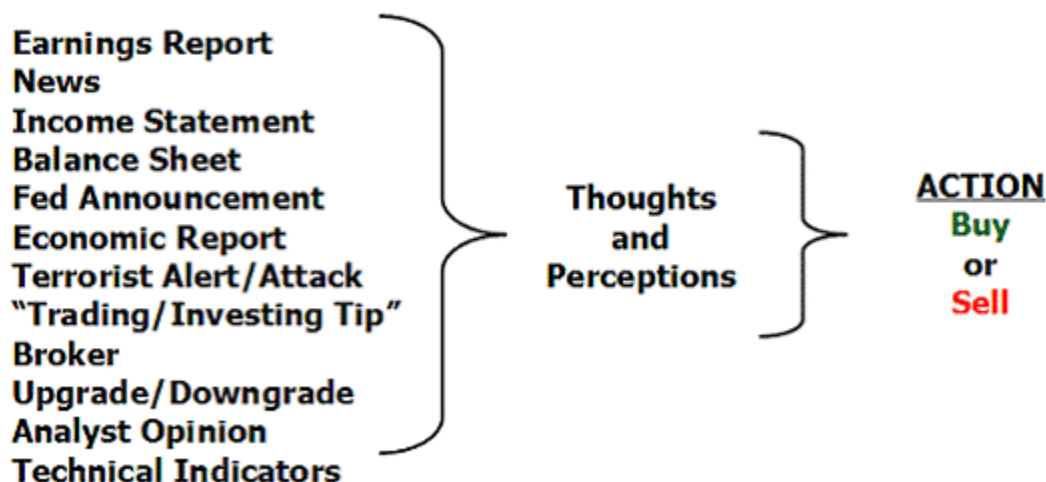 Earnings Report
News
Income Statement
Balance Sheet
Fed Announcement
Economic Report
Terrorist Alert/Attack
“Trading/Investing Tip”
Broker
Upgrade/Downgrade
Analyst Opinion
Technical Indicators
Thoughts
and
Perceptions
ACTION
Buy
or
Sell